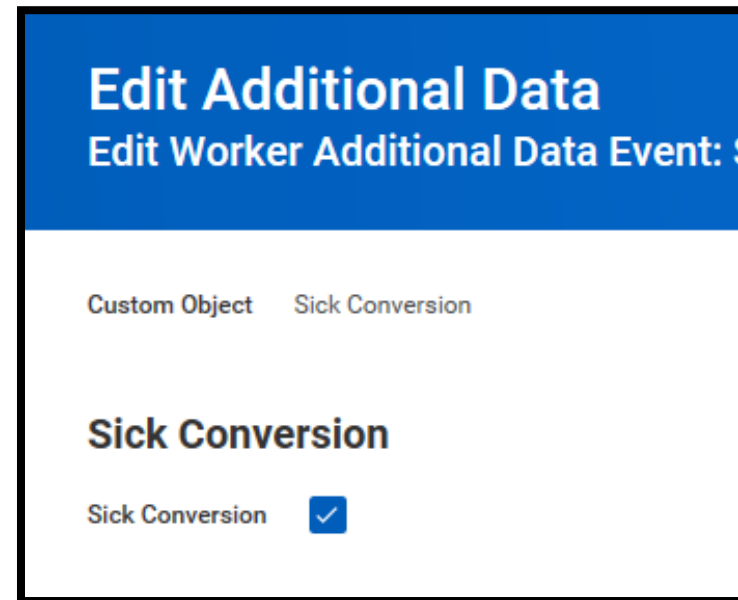 Edit Additional Data
Edit Worker Additional Data Event:
Custom Object Sick Conversion
Sick Conversion
Sick Conversion